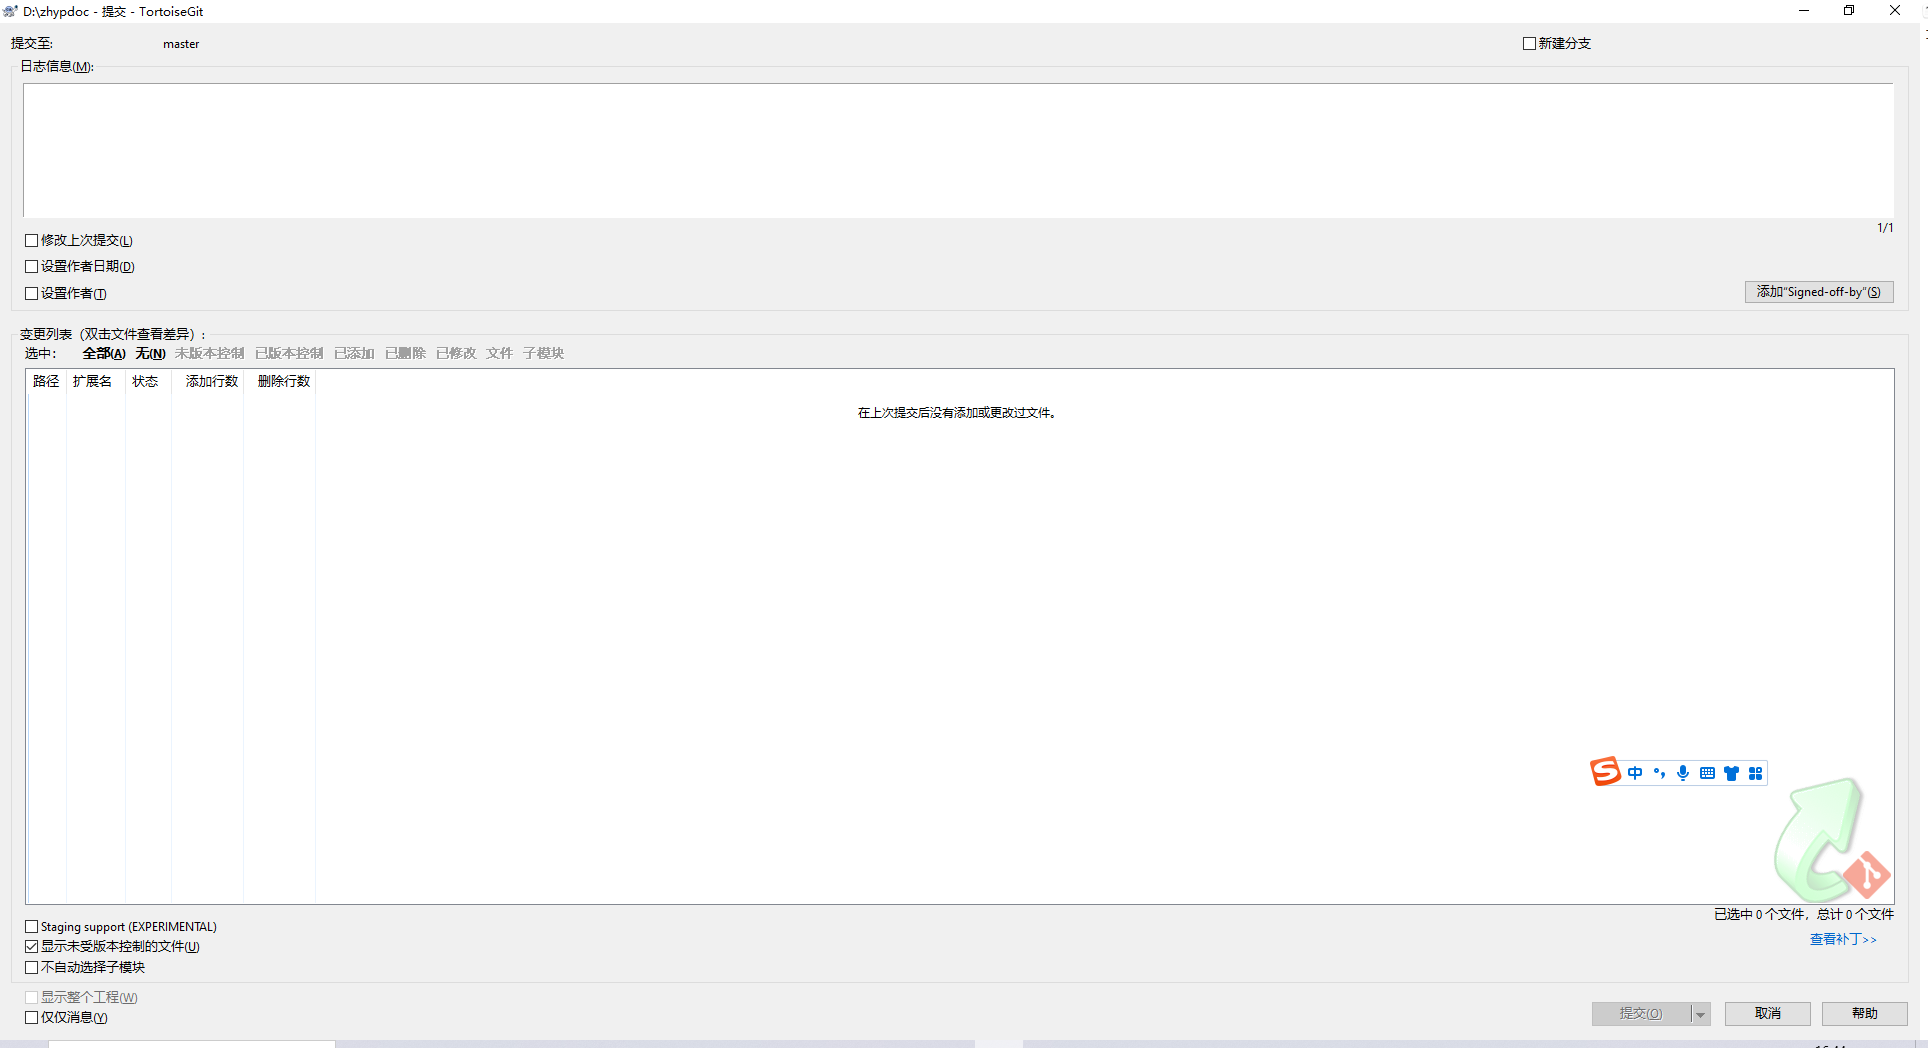 D:\zhypdoc - 提交 - TortoiseGit
提交至:
master
新建分支
日志信息(M):
1/1
修改上次提交(L)
设置作者日期(D)
设置作者(T)
添加"Signed-off-by"(S)
变更列表（双击文件查看差异）:
选中: 全部(A) 无(N) 未版本控制 已版本控制 已添加 已删除 已修改 文件 子模块
路径 扩展名 状态 添加行数 删除行数
在上次提交后没有添加或更改过文件。
中
已选中 0 个文件，总计 0 个文件
Staging support (EXPERIMENTAL)
显示未受版本控制的文件(U)
查看补丁>>
不自动选择子模块
显示整个工程(W)
仅仅消息(Y)
提交(O)
取消
帮助